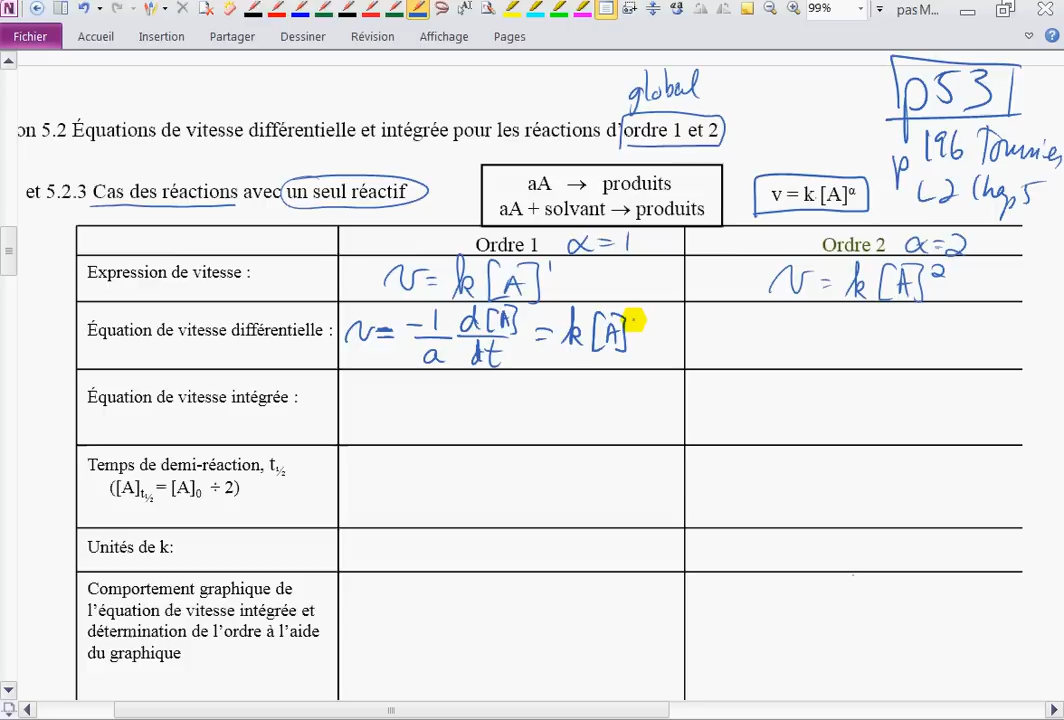 99%
pas M...
Fichier Accueil Insertion Partager Dessiner Révision Affichage Pages
global
p53
on 5.2 Équations de vitesse différentielle et intégrée pour les réactions d'ordre 1 et 2
p 196 Tournier
L2 Chap 5
et 5.2.3 Cas des réactions avec un seul réactif
aA → produits
aA + solvant → produits
v = k [A]^α
Ordre 1 α = 1
Ordre 2 α = 2
Expression de vitesse : v = k [A]^1 v = k [A]^2
Équation de vitesse différentielle : v = -1/a d[A]/dt = k [A]
Équation de vitesse intégrée :
Temps de demi-réaction, t½
([A]t½ = [A]0 ÷ 2)
Unités de k:
Comportement graphique de
l'équation de vitesse intégrée et
détermination de l'ordre à l'aide
du graphique